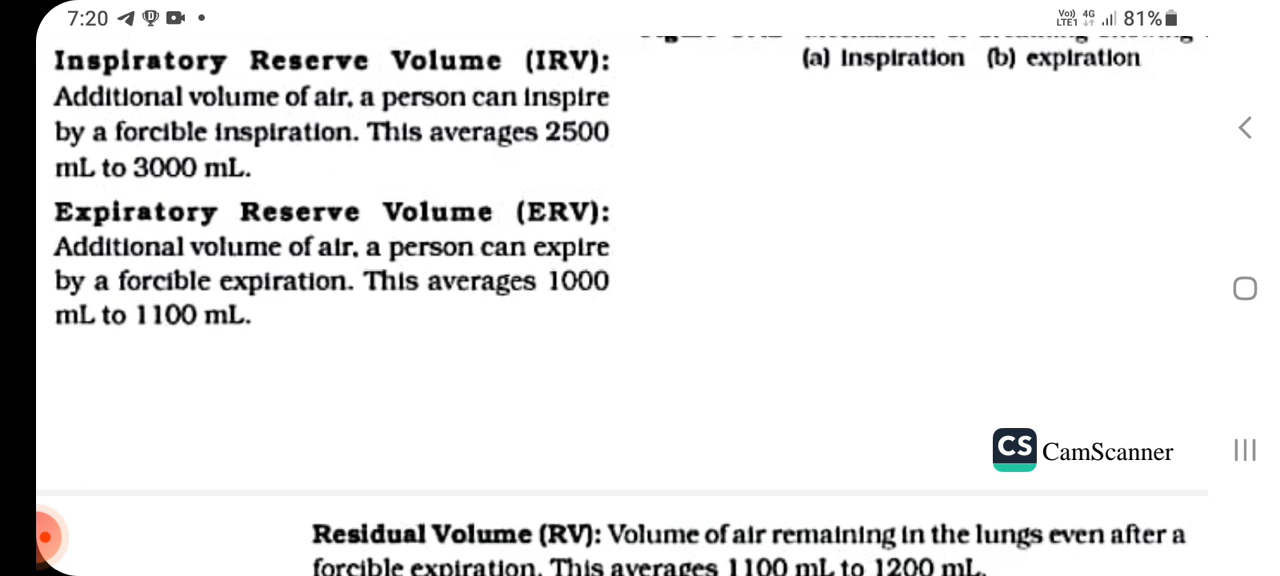 7:20
Vo)) 4G
LTE1 81%
(a) Inspiration (b) expiration
Inspiratory Reserve Volume (IRV):
Additional volume of air, a person can inspire
by a forcible inspiration. This averages 2500
mL to 3000 mL.
Expiratory Reserve Volume (ERV):
Additional volume of air, a person can expire
by a forcible expiration. This averages 1000
mL to 1100 mL.
CS CamScanner
Residual Volume (RV): Volume of air remaining in the lungs even after a
forcible expiration. This averages 1100 mL to 1200 mL.